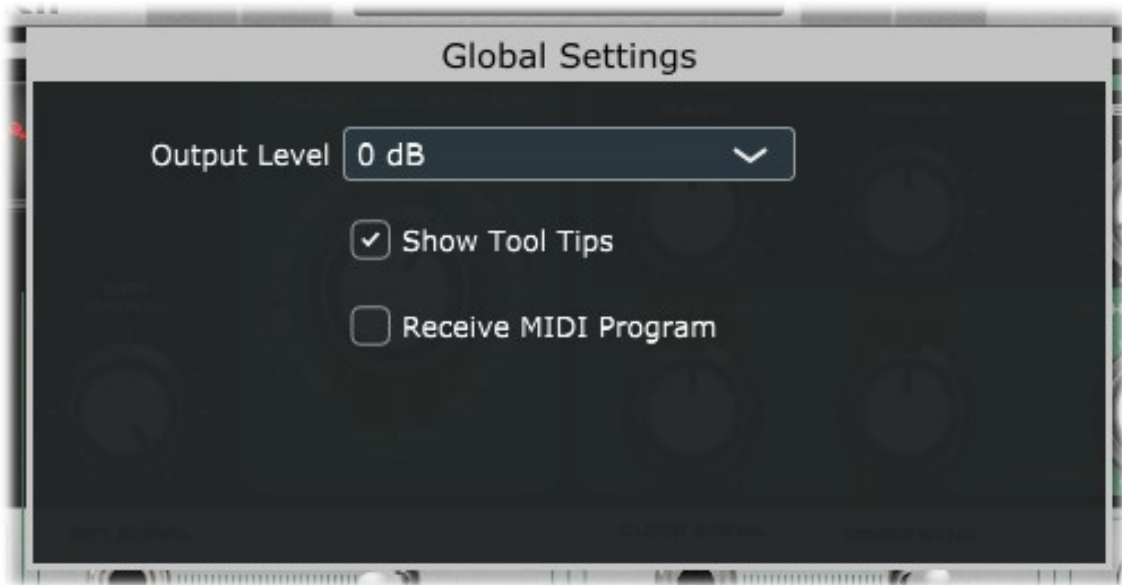 Global Settings
Output Level 0 dB
Show Tool Tips
Receive MIDI Program